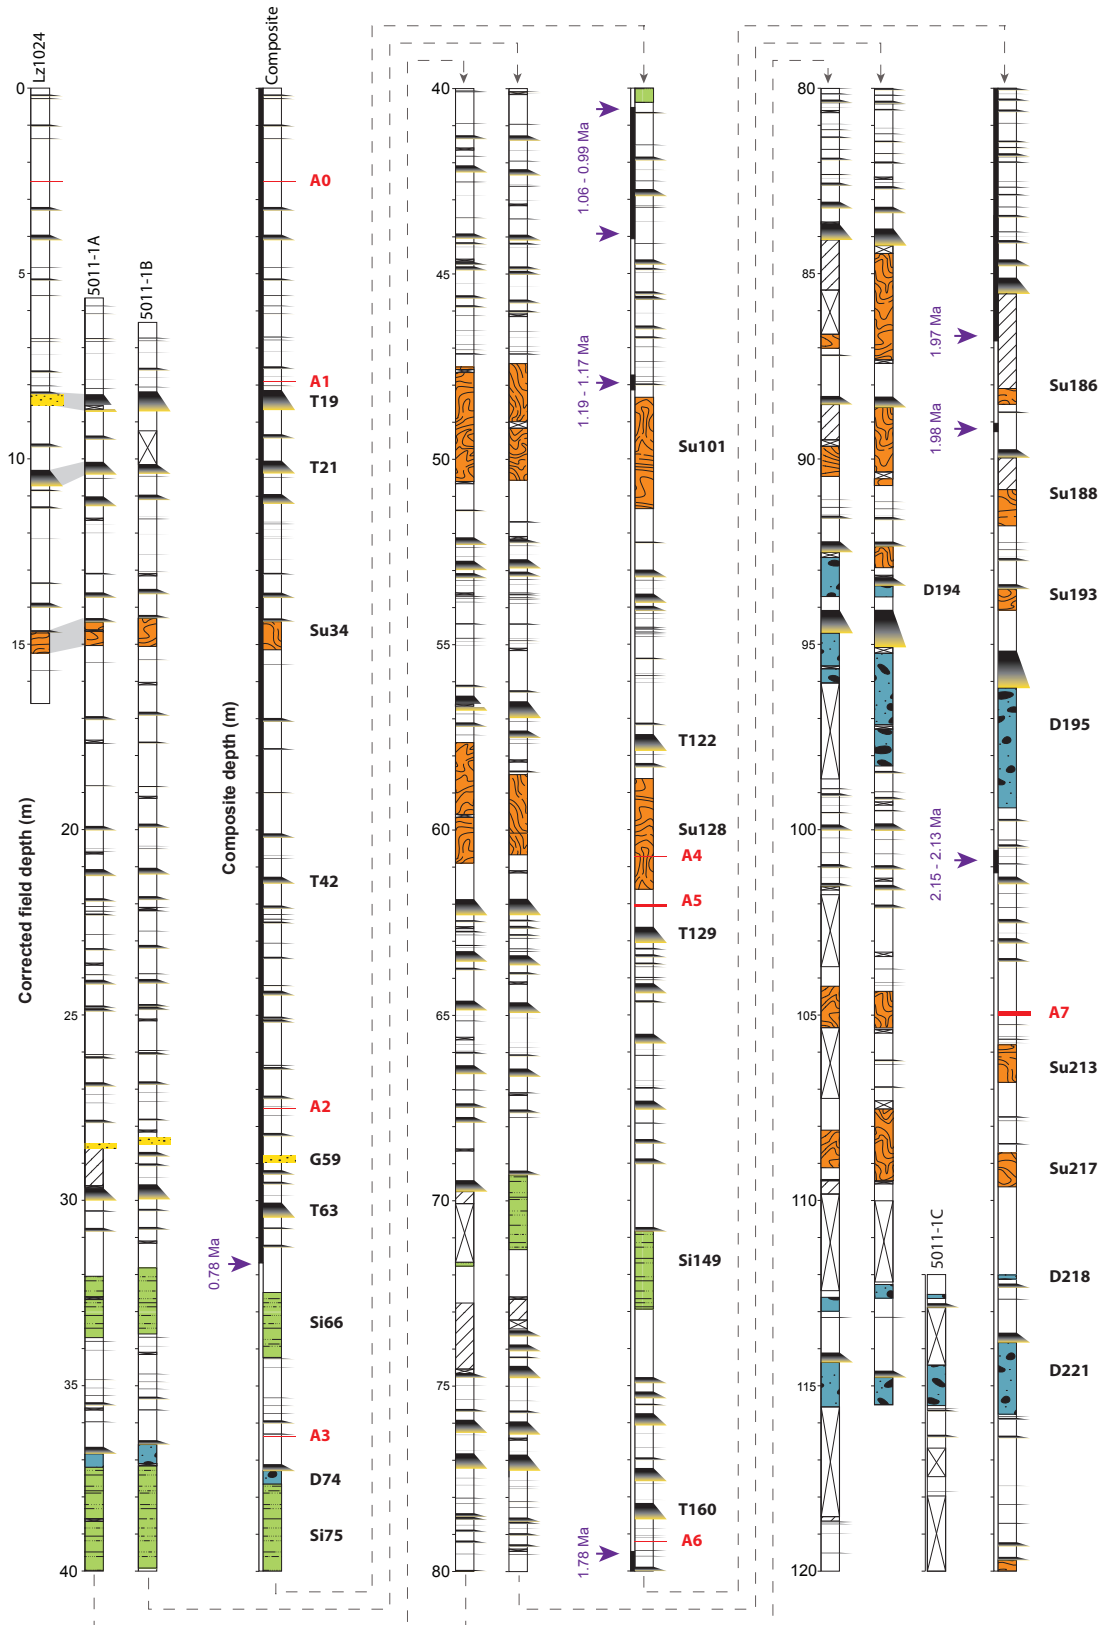 Lz1024
5011-1A
5011-1B
Composite
Corrected field depth (m)
0
5
10
15
20
25
30
35
40
Composite depth (m)
A0
A1
T19
T21
Su34
T42
A2
G59
T63
0.78 Ma
Si66
A3
D74
Si75
40
45
50
55
60
65
70
75
80
1.06 - 0.99 Ma
1.19 - 1.17 Ma
Su101
T122
Su128
A4
A5
T129
Si149
T160
A6
1.78 Ma
80
85
90
95
100
105
110
115
120
5011-1C
D194
1.97 Ma
Su186
1.98 Ma
Su188
Su193
D195
2.15 - 2.13 Ma
A7
Su213
Su217
D218
D221